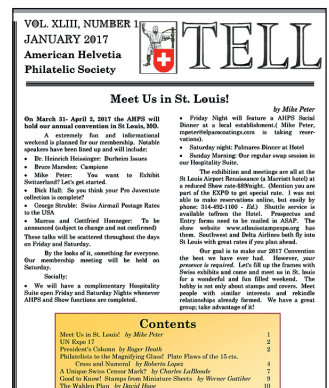 VOL. XLIII, NUMBER 1
JANUARY 2017
American Helvetia
Philatelic Society
TELL
Meet Us in St. Louis!
by Mike Peter
On March 31- April 2, 2017 the AHPS will
hold our annual convention in St Louis, MO.
A extremely fun and informational
weekend is planned for our membership. Notable
speakers have been lined up and will include:
• Dr. Heinrich Heissinger: Durheim Issues
• Bruce Marsden: Campione
• Mike Peter: You want to Exhibit
Switzerland? Let's get started.
• Dick Hall: So you think your Pro Juventute
collection is complete?
• George Struble: Swiss Airmail Postage Rates
to the USA
• Marcus and Gottfried Honneger: To be
announced (subject to change and not confirmed)
These talks will be scattered throughout the days
on Friday and Saturday.
By the looks of it, something for everyone.
Our membership meeting will be held on
Saturday.
Socially:
• We will have a complimentary Hospitality
Suite open Friday and Saturday Nights whenever
AHPS and Show functions are completed.
• Friday Night will feature a AHPS Social
Dinner at a local establishment.( Mike Peter,
mpeter@elpacocoatings.com is taking reser-
vations).
• Saturday night: Palmares Dinner at Hotel
• Sunday Morning: Our regular swap session in
our Hospitality Suite.
The exhibition and meetings are all at the
St Louis Airport Renaissance (a Marriott hotel) at
a reduced Show rate-$89/night. (Mention you are
part of the EXPO to get special rate. I was not
able to make reservations online, but easily by
phone: 314-492-1100 - Ed.) Shuttle service is
available to/from the Hotel. Prospectus and
Entry forms need to be mailed in ASAP. The
show website www.stlouisstampexpo.org has
them. Southwest and Delta Airlines both fly into
St Louis with great rates if you plan ahead.
Our goal is to make our 2017 Convention
the best we have ever had. However, your
presence is required. Let's fill up the frames with
Swiss exhibits and come and meet us in St. louis
for a wonderful and fun filled weekend. The
hobby is not only about stamps and covers. Meet
people with similar interests and rekindle
relationships already formed. We have a great
group; take advantage of it!
Contents
Meet Us in St. Louis! by Mike Peter 1
UN Expo 17 2
President's Column by Roger Heath 2
Philatelists to the Magnifying Glass! Plate Flaws of the 15 cts.
Cross and Numeral by Roberto Lopez 4
A Unique Swiss Censor Mark? by Charles LaBlonde 7
Good to Know! Stamps from Miniature Sheets by Werner Gattiker 9
The Wahlen Plan by David Hope 10